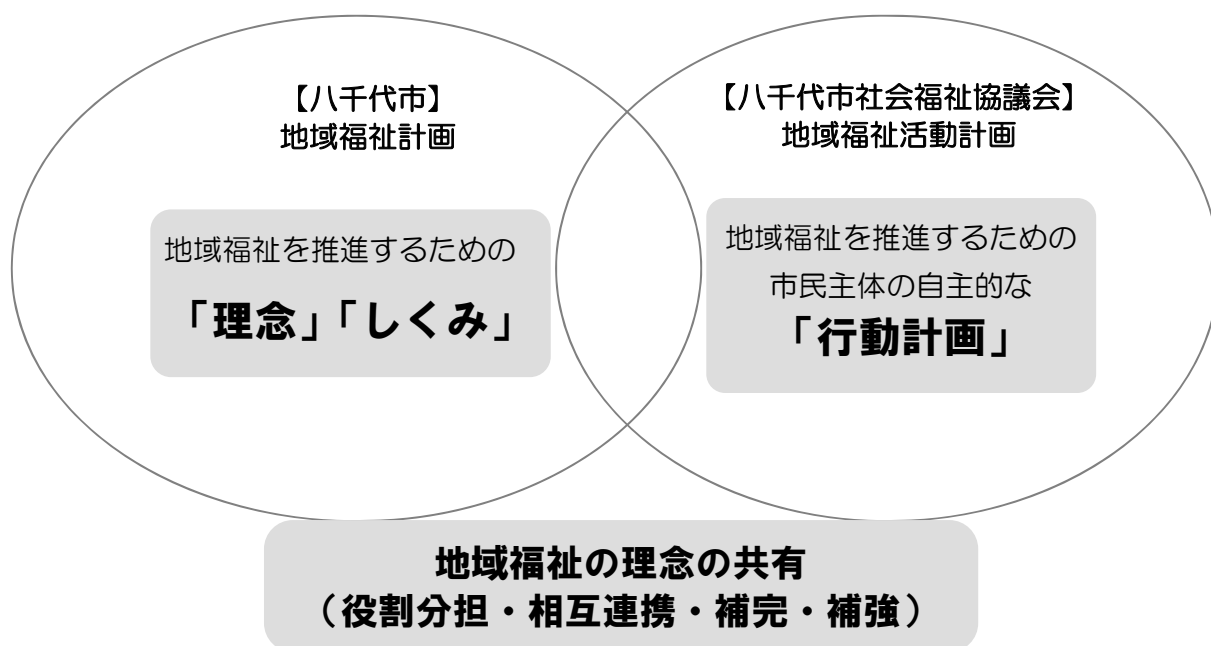 【八千代市】
地域福祉計画
地域福祉を推進するための
「理念」「しくみ」
【八千代市社会福祉協議会】
地域福祉活動計画
地域福祉を推進するための
市民主体の自主的な
「行動計画」
地域福祉の理念の共有
（役割分担・相互連携・補完・補強）